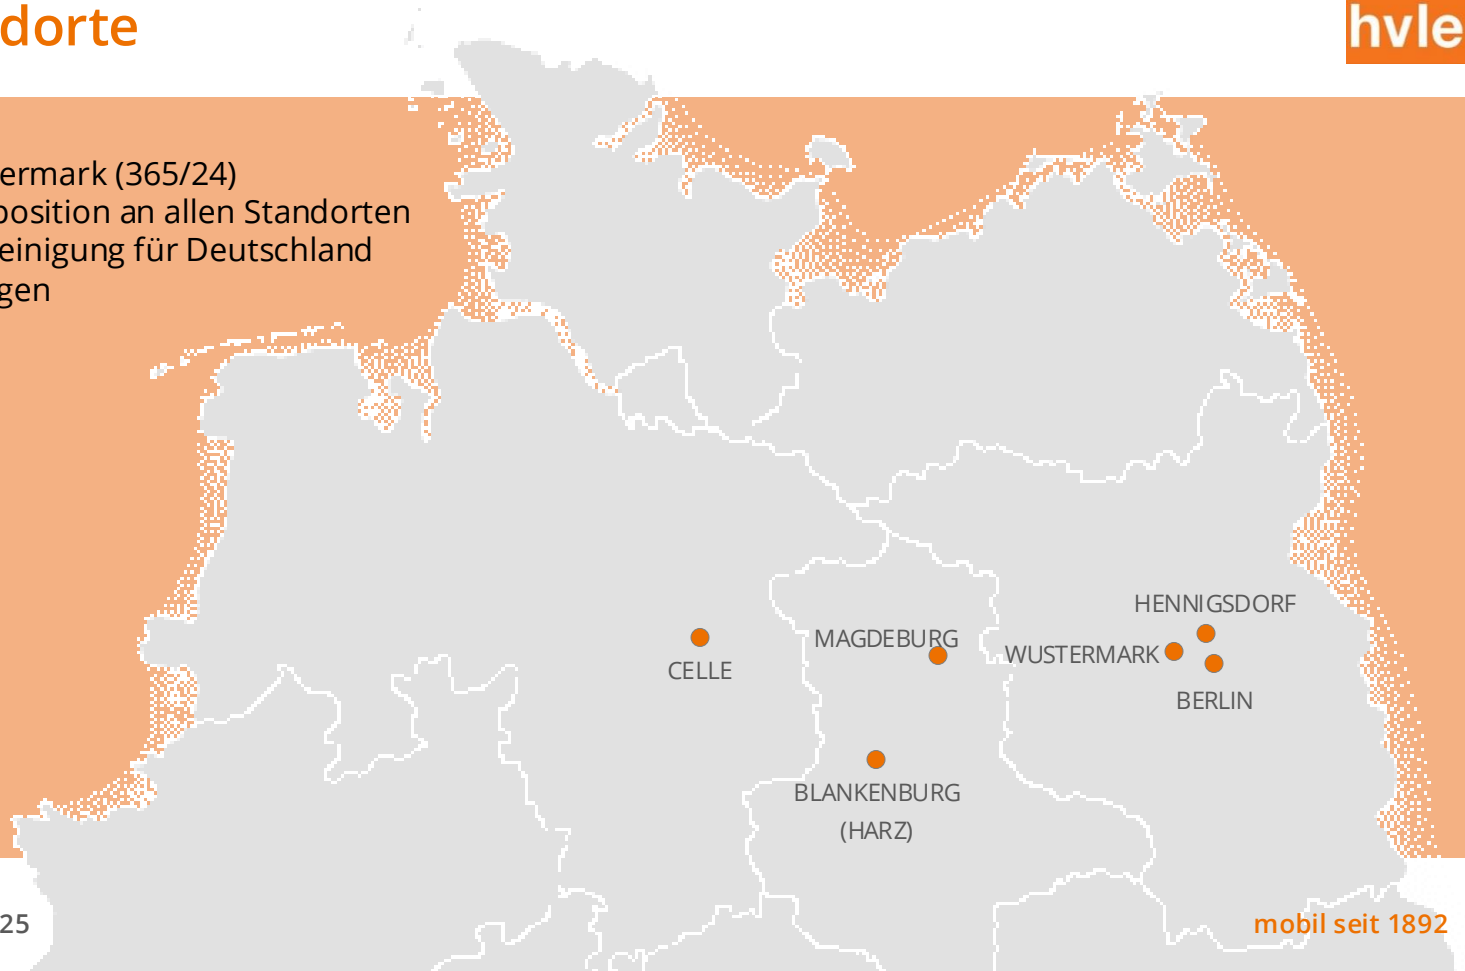 dorte
hvle
ermark (365/24)
position an allen Standorten
einigung für Deutschland
gen
HENNIGSDORF
MAGDEBURG
WUSTERMARK
CELLE
BERLIN
BLANKENBURG
(HARZ)
25
mobil seit 1892